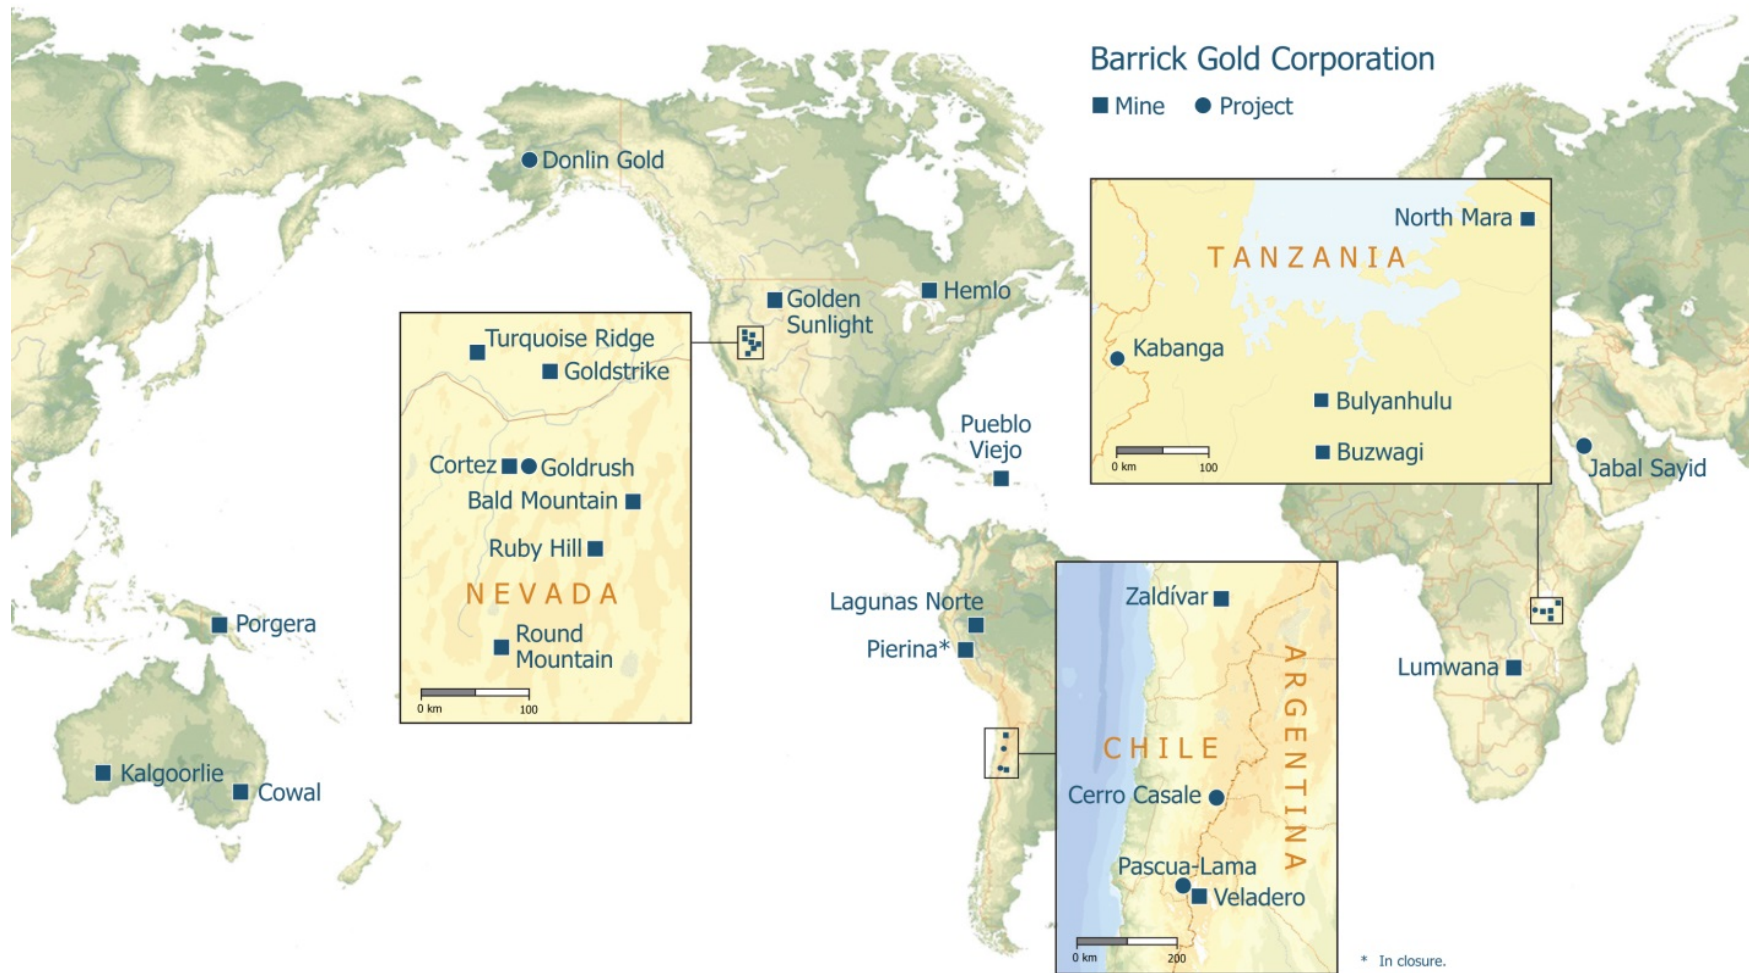 Barrick Gold Corporation
Mine
Project
Donlin Gold
Golden
Sunlight
Hemlo
Pueblo
Viejo
Turquoise Ridge
Goldstrike
Cortez
Goldrush
Bald Mountain
Ruby Hill
NEVADA
Round
Mountain
0 km 100
North Mara
TANZANIA
Kabanga
Bulyanhulu
Buzwagi
0 km 100
Jabal Sayid
Lumwana
Lagunas Norte
Pierina*
Zaldívar
CHILE
ARGENTINA
Cerro Casale
Pascua-Lama
Veladero
0 km 200
Porgera
Kalgoorlie
Cowal
* In closure.